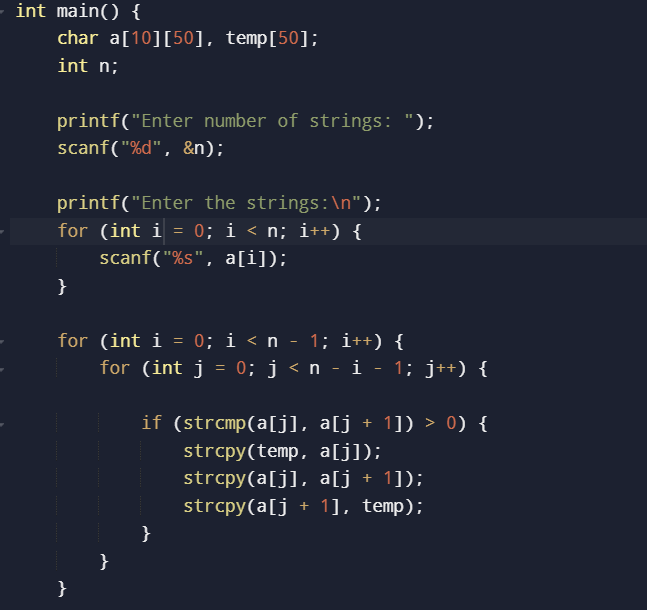 int main() {
    char a[10][50], temp[50];
    int n;

    printf("Enter number of strings: ");
    scanf("%d", &n);

    printf("Enter the strings:\n");
    for (int i = 0; i < n; i++) {
        scanf("%s", a[i]);
    }

    for (int i = 0; i < n - 1; i++) {
        for (int j = 0; j < n - i - 1; j++) {

            if (strcmp(a[j], a[j + 1]) > 0) {
                strcpy(temp, a[j]);
                strcpy(a[j], a[j + 1]);
                strcpy(a[j + 1], temp);
            }
        }
    }